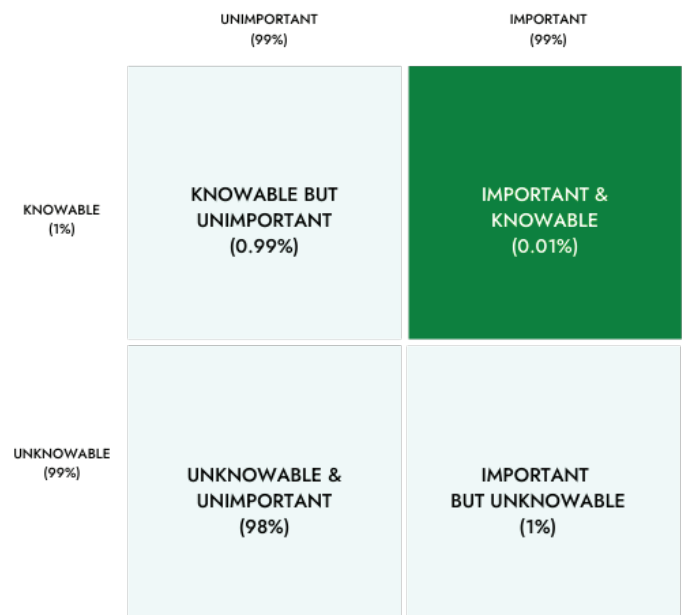 UNIMPORTANT
(99%)
IMPORTANT
(99%)
KNOWABLE
(1%)
KNOWABLE BUT
UNIMPORTANT
(0.99%)
IMPORTANT &
KNOWABLE
(0.01%)
UNKNOWABLE
(99%)
UNKNOWABLE &
UNIMPORTANT
(98%)
IMPORTANT
BUT UNKNOWABLE
(1%)